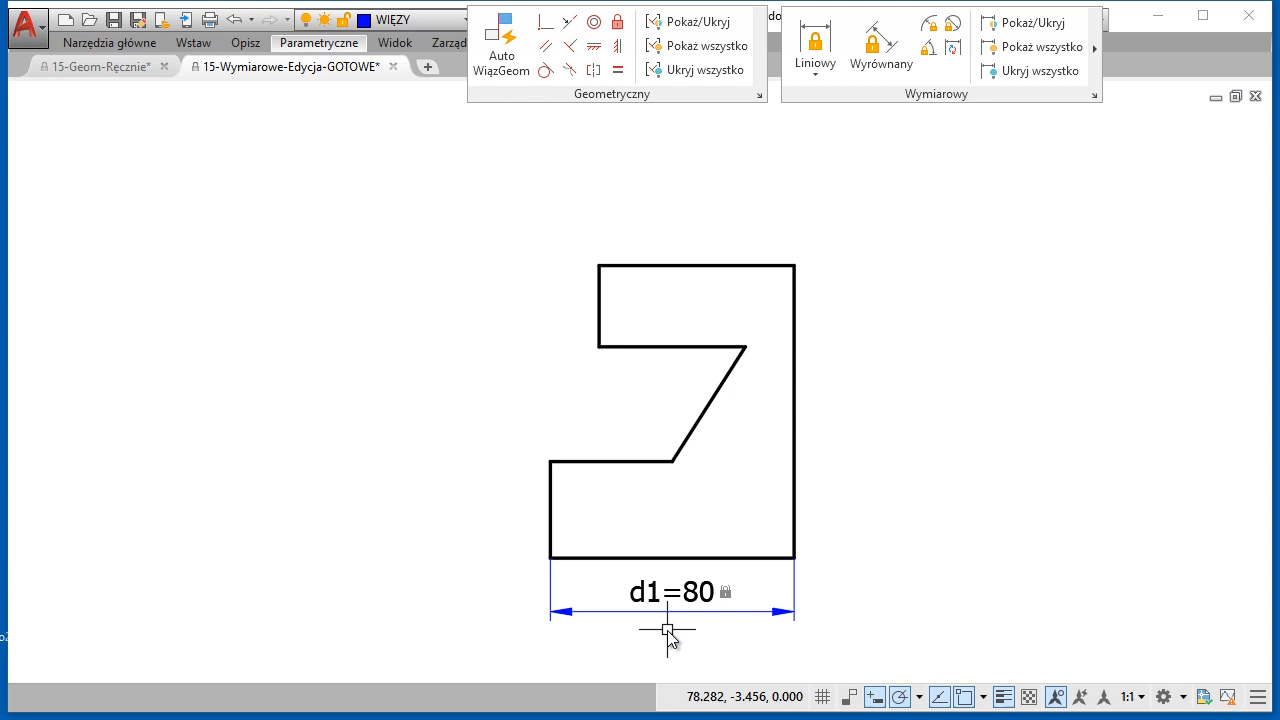 WIĘZY
Narzędzia główne Wstaw Opisz Parametryczne Widok Zarząd
15-Geom-Ręcznie* 15-Wymiarowe-Edycja-GOTOWE*
Auto
WiązGeom
Pokaż/Ukryj
Pokaż wszystko
Ukryj wszystko
Geometryczny
Liniowy
Wyrównany
Pokaż/Ukryj
Pokaż wszystko
Ukryj wszystko
Wymiarowy
d1=80
78.282, -3.456, 0.000
1:1